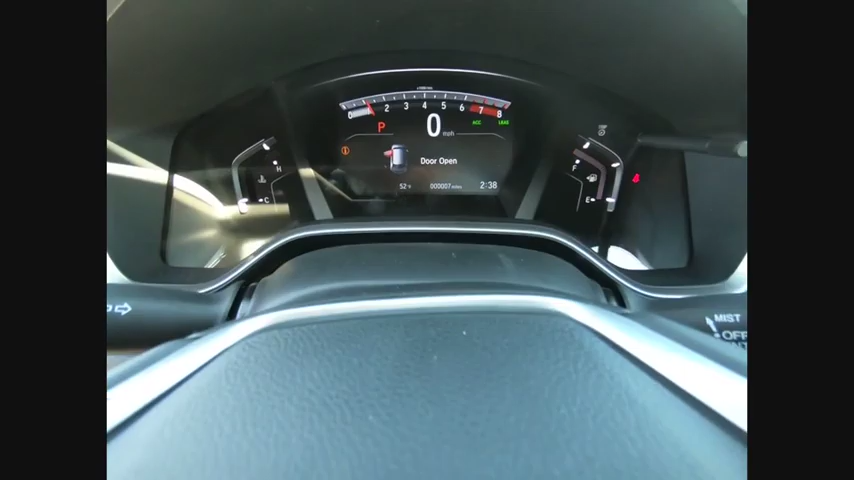 0 2 3 4 5 6 7 8
P
0 mph
ACC LKAS
Door Open
52°F 000007 miles 2:38
H
C
F
E
MIST
OFF